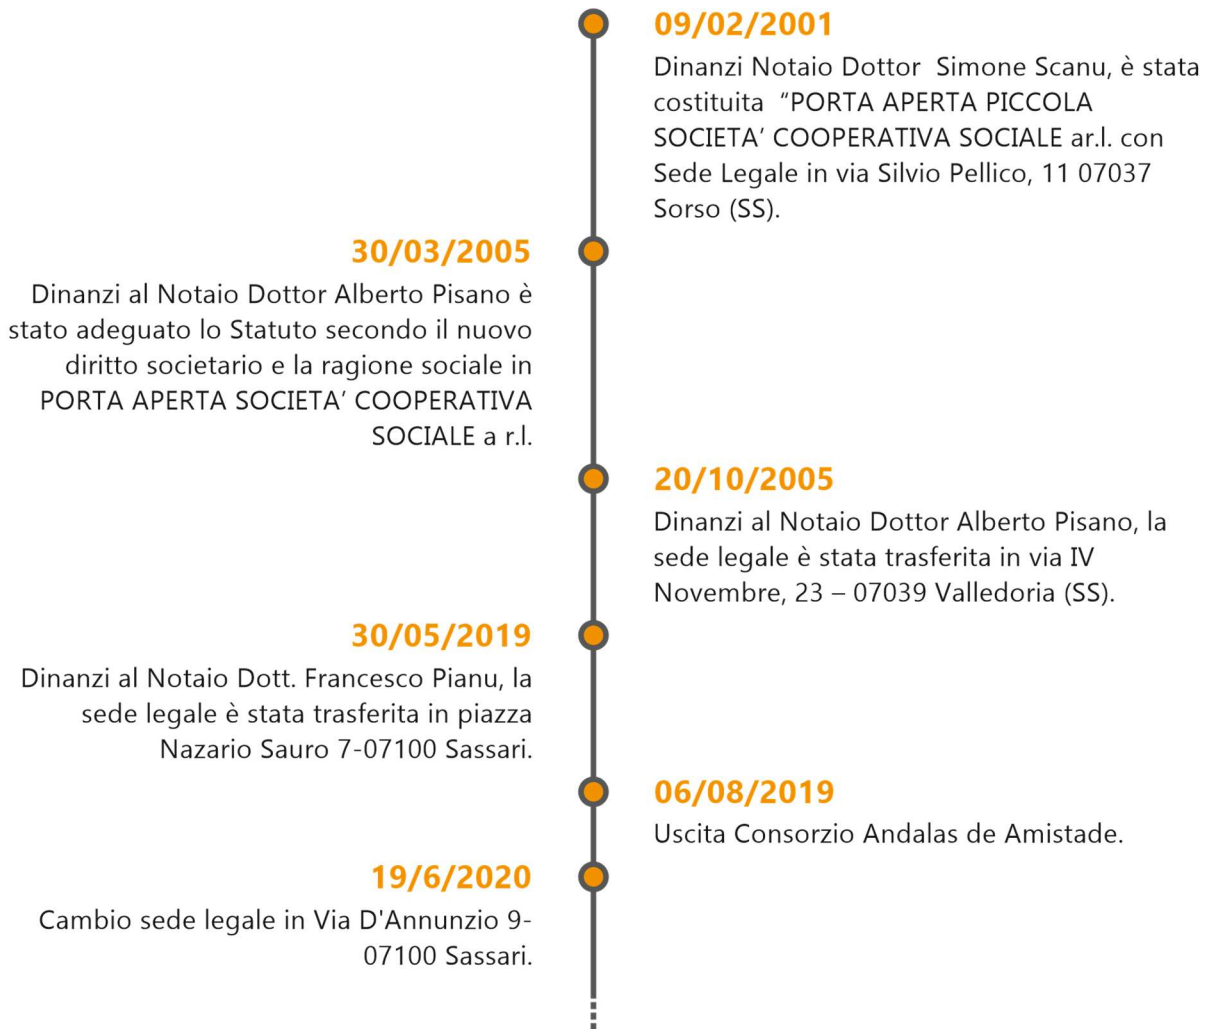 09/02/2001
Dinanzi Notaio Dottor  Simone Scanu, è stata
costituita  “PORTA APERTA PICCOLA
SOCIETA’ COOPERATIVA SOCIALE ar.l. con
Sede Legale in via Silvio Pellico, 11 07037
Sorso (SS).
30/03/2005
Dinanzi al Notaio Dottor Alberto Pisano è
stato adeguato lo Statuto secondo il nuovo
diritto societario e la ragione sociale in
PORTA APERTA SOCIETA’ COOPERATIVA
SOCIALE a r.l.
20/10/2005
Dinanzi al Notaio Dottor Alberto Pisano, la
sede legale è stata trasferita in via IV
Novembre, 23 – 07039 Valledoria (SS).
30/05/2019
Dinanzi al Notaio Dott. Francesco Pianu, la
sede legale è stata trasferita in piazza
Nazario Sauro 7-07100 Sassari.
06/08/2019
Uscita Consorzio Andalas de Amistade.
19/6/2020
Cambio sede legale in Via D'Annunzio 9-
07100 Sassari.